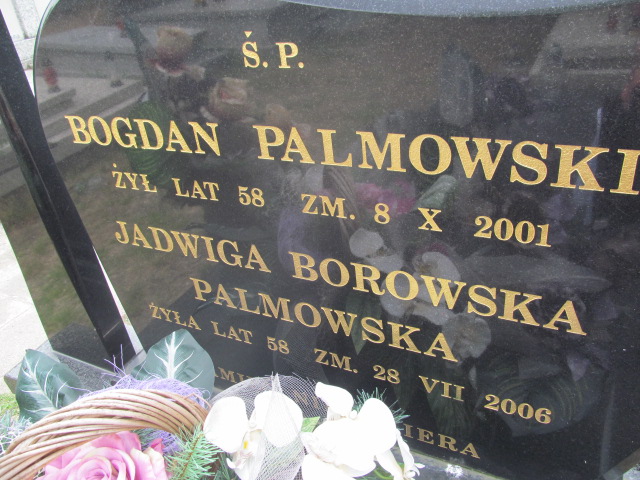 Ś.P.
BOGDAN PALMOWSKI
ŻYŁ LAT 58 ZM. 8 X 2001
JADWIGA BOROWSKA
PALMOWSKA
ŻYŁA LAT 58 ZM. 28 VII 2006